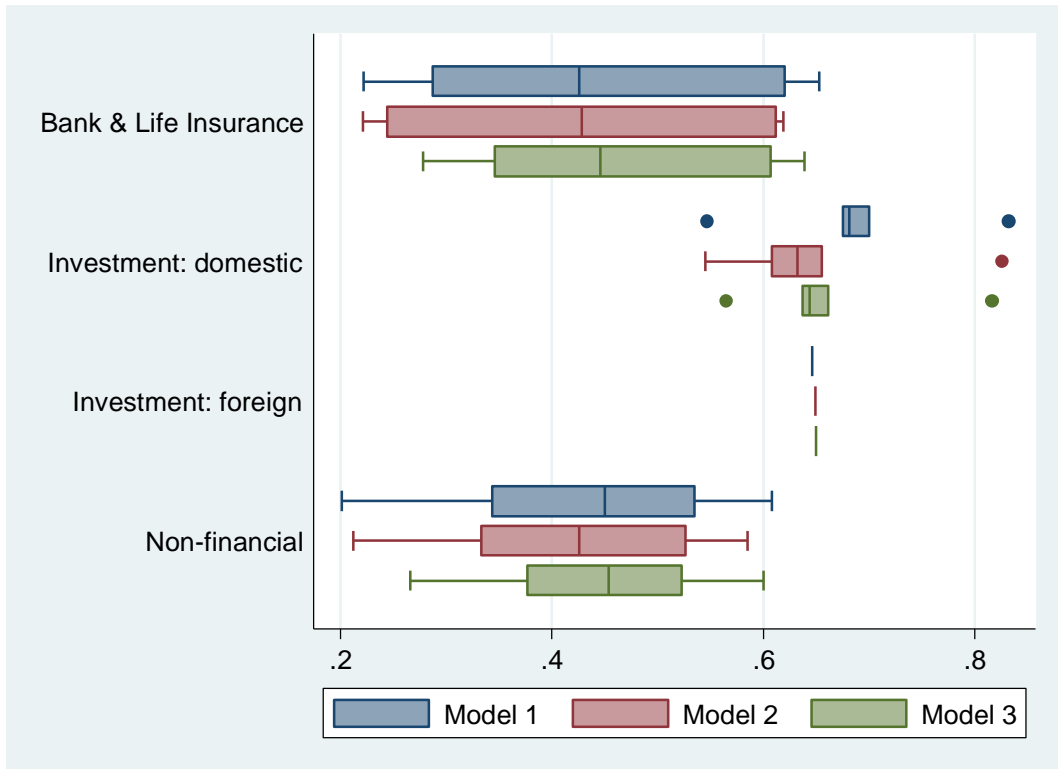 Bank & Life Insurance
Investment: domestic
Investment: foreign
Non-financial
.2 .4 .6 .8
Model 1 Model 2 Model 3